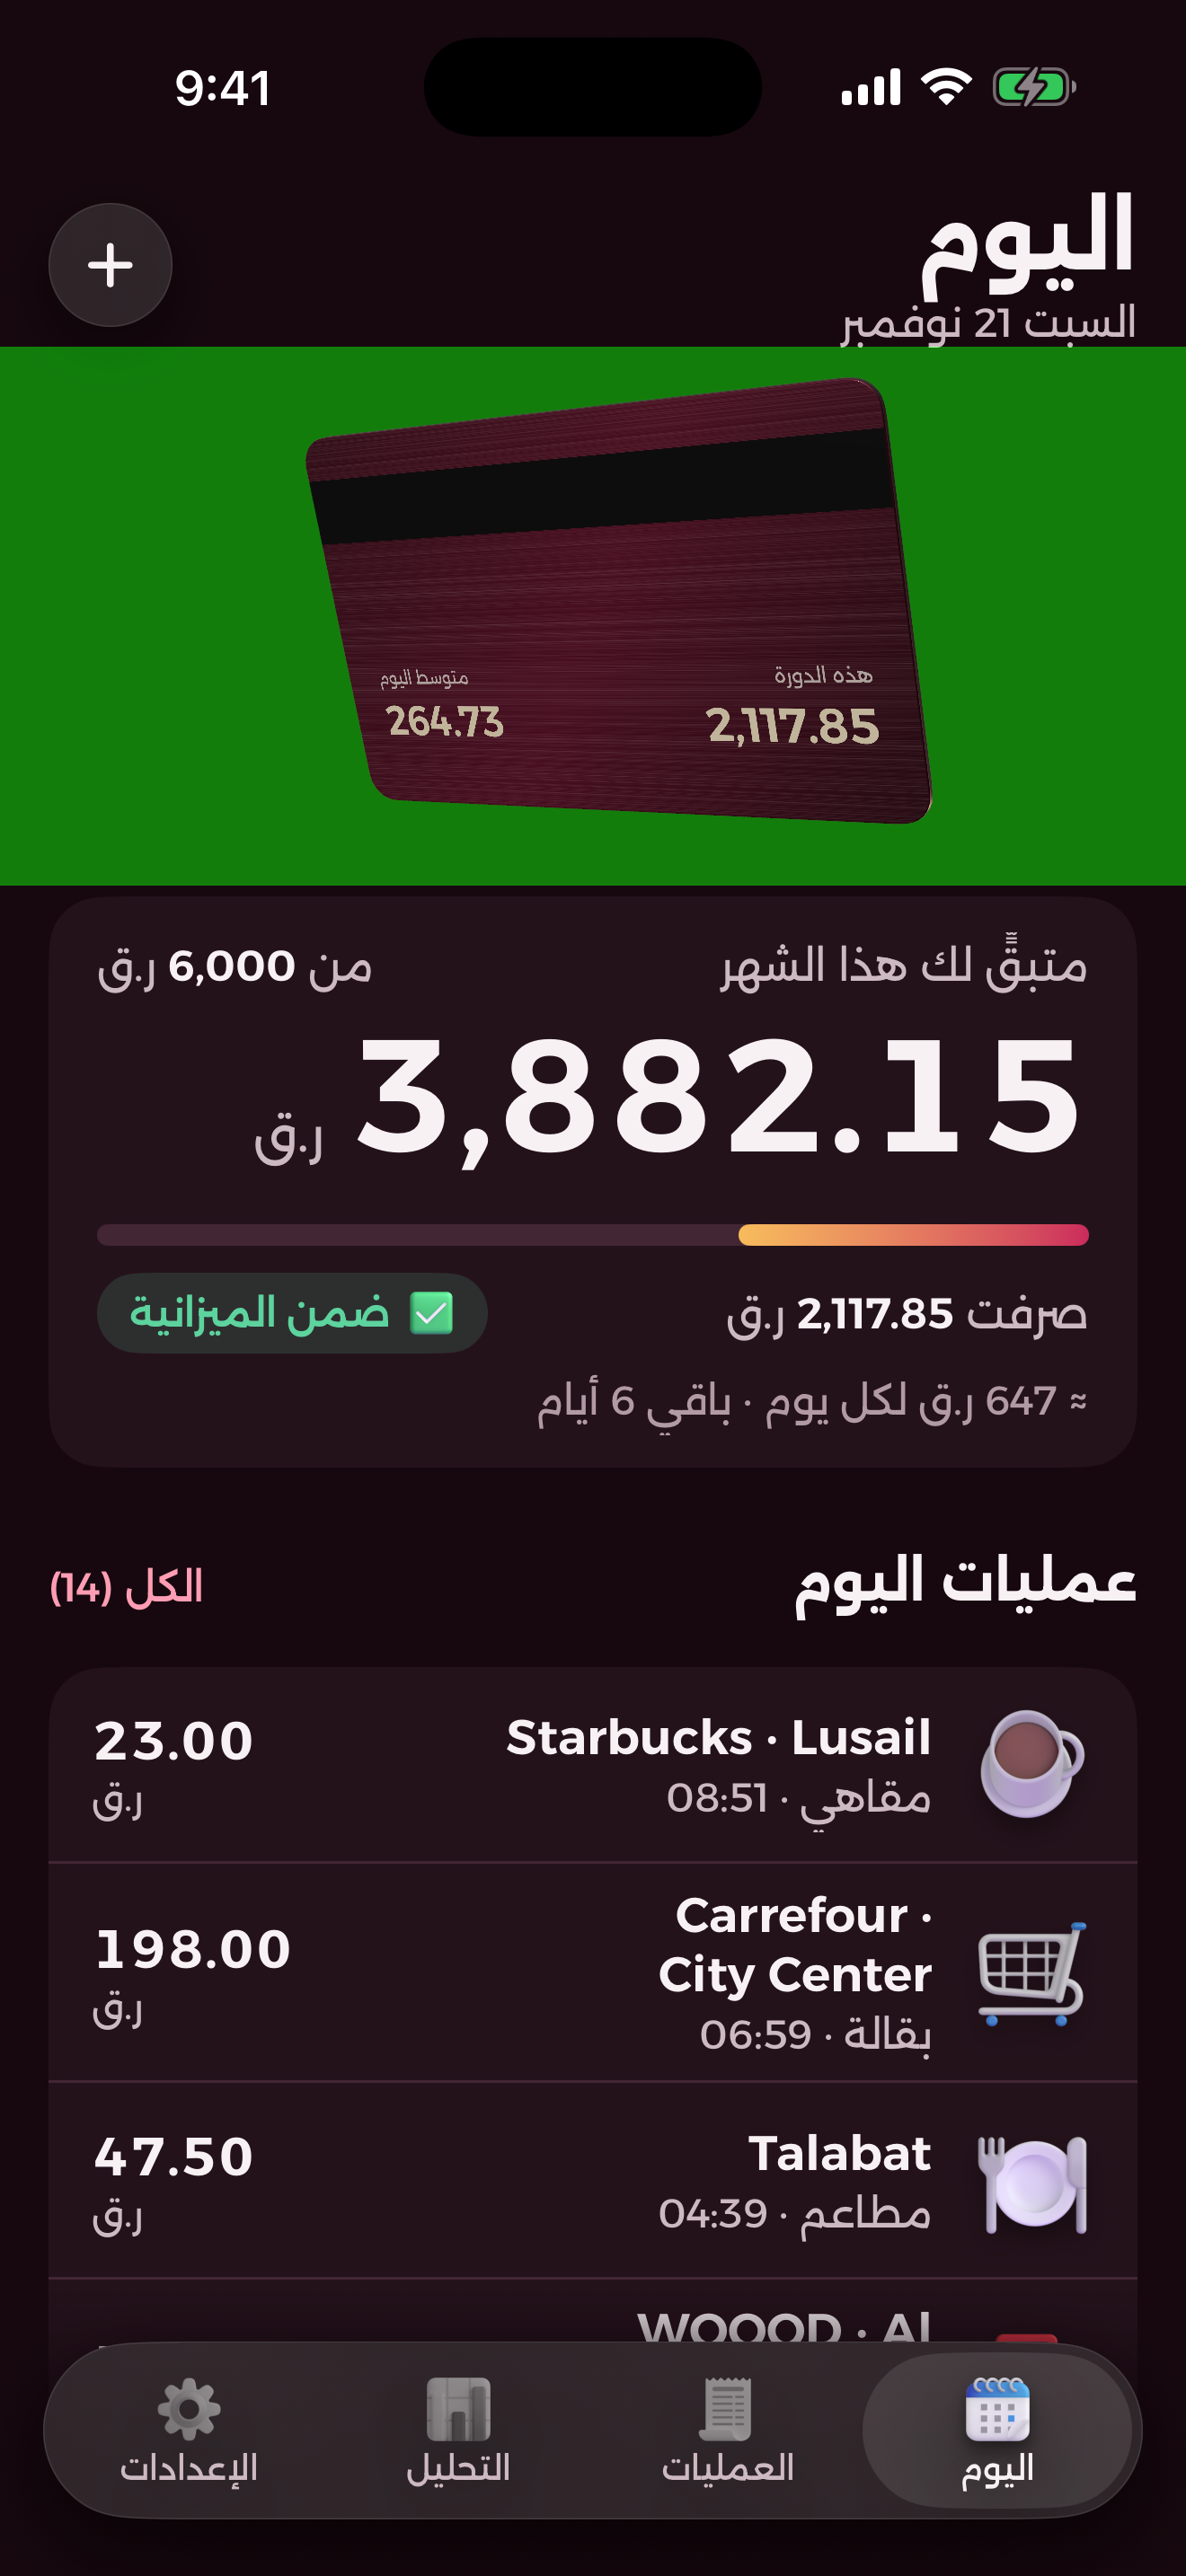 9:41
اليوم
السبت 21 نوفمبر
هذه الدورة
2,117.85
متوسط اليوم
264.73
متبقٍّ لك هذا الشهر
من 6,000 ر.ق
3,882.15 ر.ق
صرفت 2,117.85 ر.ق
ضمن الميزانية
≈ 647 ر.ق لكل يوم · باقي 6 أيام
عمليات اليوم
الكل (14)
Starbucks · Lusail
مقاهي · 08:51
23.00
ر.ق
Carrefour ·
City Center
بقالة · 06:59
198.00
ر.ق
Talabat
مطاعم · 04:39
47.50
ر.ق
WOOOD · Al
اليوم
العمليات
التحليل
الإعدادات